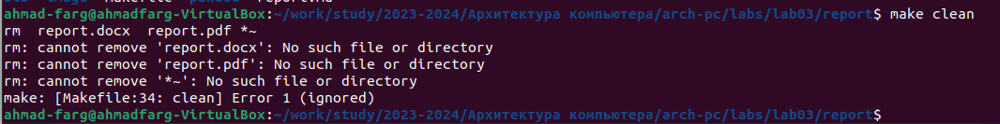 ahmad-farg@ahmadfarg-VirtualBox:~/work/study/2023-2024/Архитектура компьютера/arch-pc/labs/lab03/report$ make clean
rm  report.docx  report.pdf *~
rm: cannot remove 'report.docx': No such file or directory
rm: cannot remove 'report.pdf': No such file or directory
rm: cannot remove '*~': No such file or directory
make: [Makefile:34: clean] Error 1 (ignored)
ahmad-farg@ahmadfarg-VirtualBox:~/work/study/2023-2024/Архитектура компьютера/arch-pc/labs/lab03/report$